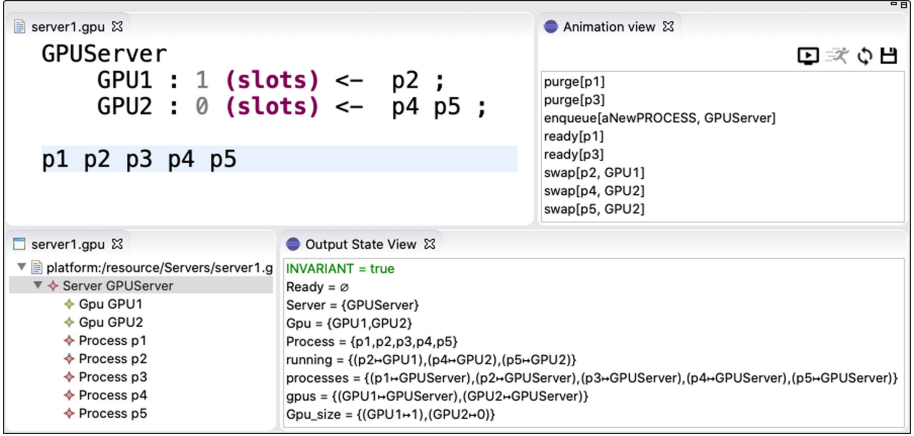 server1.gpu
GPUServer
GPU1 : 1 (slots) <- p2 ;
GPU2 : 0 (slots) <- p4 p5 ;
p1 p2 p3 p4 p5
Animation view
purge[p1]
purge[p3]
enqueue[aNewPROCESS, GPUServer]
ready[p1]
ready[p3]
swap[p2, GPU1]
swap[p4, GPU2]
swap[p5, GPU2]
server1.gpu
platform:/resource/Servers/server1.g
Server GPUServer
Gpu GPU1
Gpu GPU2
Process p1
Process p2
Process p3
Process p4
Process p5
Output State View
INVARIANT = true
Ready = ∅
Server = {GPUServer}
Gpu = {GPU1,GPU2}
Process = {p1,p2,p3,p4,p5}
running = {(p2↦GPU1),(p4↦GPU2),(p5↦GPU2)}
processes = {(p1↦GPUServer),(p2↦GPUServer),(p3↦GPUServer),(p4↦GPUServer),(p5↦GPUServer)}
gpus = {(GPU1↦GPUServer),(GPU2↦GPUServer)}
Gpu_size = {(GPU1↦1),(GPU2↦0)}